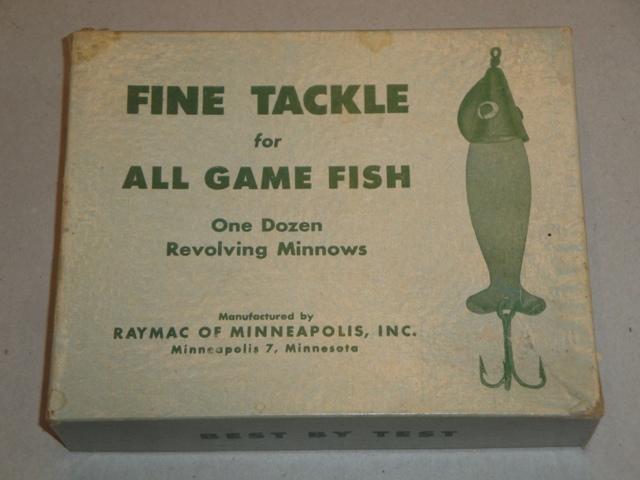 FINE TACKLE
for
ALL GAME FISH
One Dozen
Revolving Minnows
Manufactured by
RAYMAC OF MINNEAPOLIS, INC.
Minneapolis 7, Minnesota
BEST BY TEST